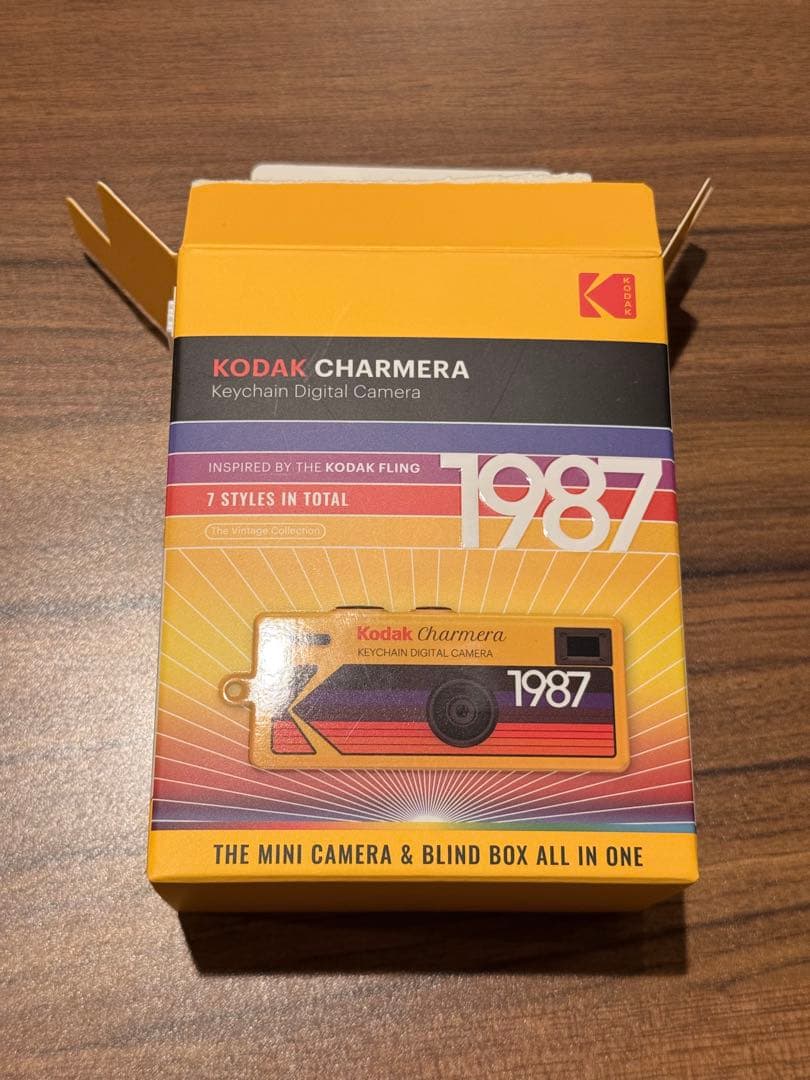 KODAK
KODAK CHARMERA
Keychain Digital Camera
INSPIRED BY THE KODAK FLING
1987
7 STYLES IN TOTAL
The Vintage Collection
Kodak Charmera
KEYCHAIN DIGITAL CAMERA
1987
THE MINI CAMERA & BLIND BOX ALL IN ONE